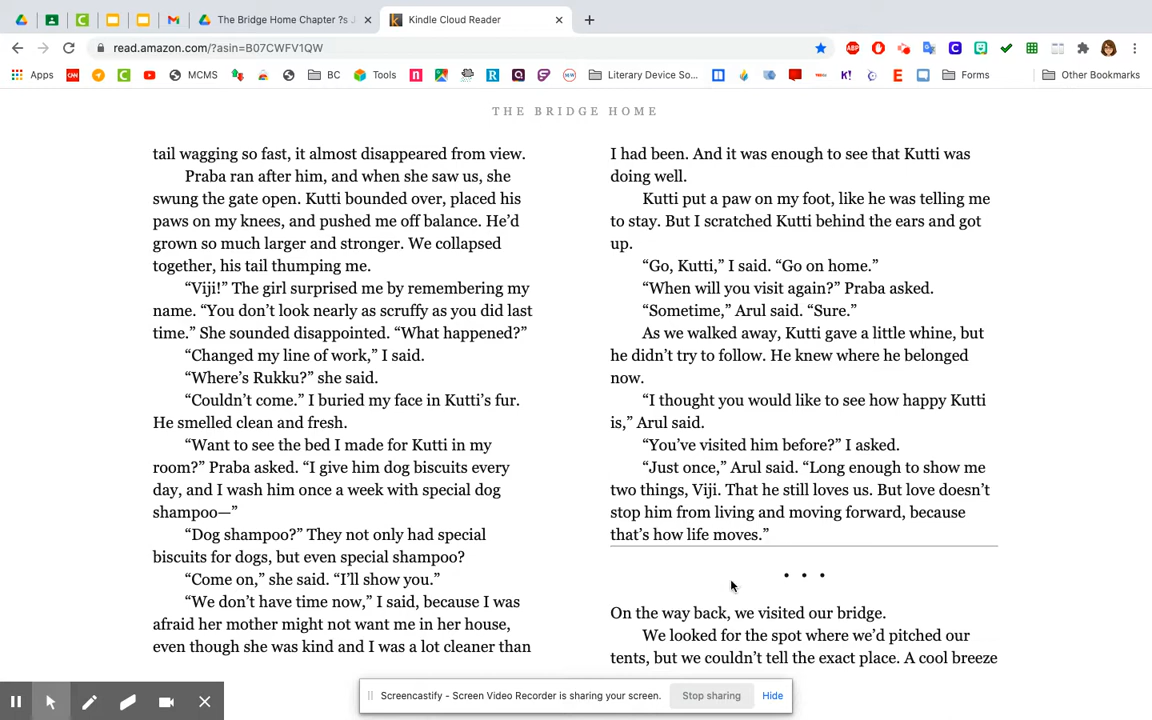 The Bridge Home Chapter ?s
Kindle Cloud Reader
read.amazon.com/?asin=B07CWFV1QW
Apps
MCMS
BC
Tools
Literary Device So...
Forms
Other Bookmarks
THE BRIDGE HOME
tail wagging so fast, it almost disappeared from view.
Praba ran after him, and when she saw us, she
swung the gate open. Kutti bounded over, placed his
paws on my knees, and pushed me off balance. He’d
grown so much larger and stronger. We collapsed
together, his tail thumping me.
“Viji!” The girl surprised me by remembering my
name. “You don’t look nearly as scruffy as you did last
time.” She sounded disappointed. “What happened?”
“Changed my line of work,” I said.
“Where’s Rukku?” she said.
“Couldn’t come.” I buried my face in Kutti’s fur.
He smelled clean and fresh.
“Want to see the bed I made for Kutti in my
room?” Praba asked. “I give him dog biscuits every
day, and I wash him once a week with special dog
shampoo—”
“Dog shampoo?” They not only had special
biscuits for dogs, but even special shampoo?
“Come on,” she said. “I’ll show you.”
“We don’t have time now,” I said, because I was
afraid her mother might not want me in her house,
even though she was kind and I was a lot cleaner than
I had been. And it was enough to see that Kutti was
doing well.
Kutti put a paw on my foot, like he was telling me
to stay. But I scratched Kutti behind the ears and got
up.
“Go, Kutti,” I said. “Go on home.”
“When will you visit again?” Praba asked.
“Sometime,” Arul said. “Sure.”
As we walked away, Kutti gave a little whine, but
he didn’t try to follow. He knew where he belonged
now.
“I thought you would like to see how happy Kutti
is,” Arul said.
“You’ve visited him before?” I asked.
“Just once,” Arul said. “Long enough to show me
two things, Viji. That he still loves us. But love doesn’t
stop him from living and moving forward, because
that’s how life moves.”
• • •
On the way back, we visited our bridge.
We looked for the spot where we’d pitched our
tents, but we couldn’t tell the exact place. A cool breeze
Screencastify - Screen Video Recorder is sharing your screen.
Stop sharing
Hide